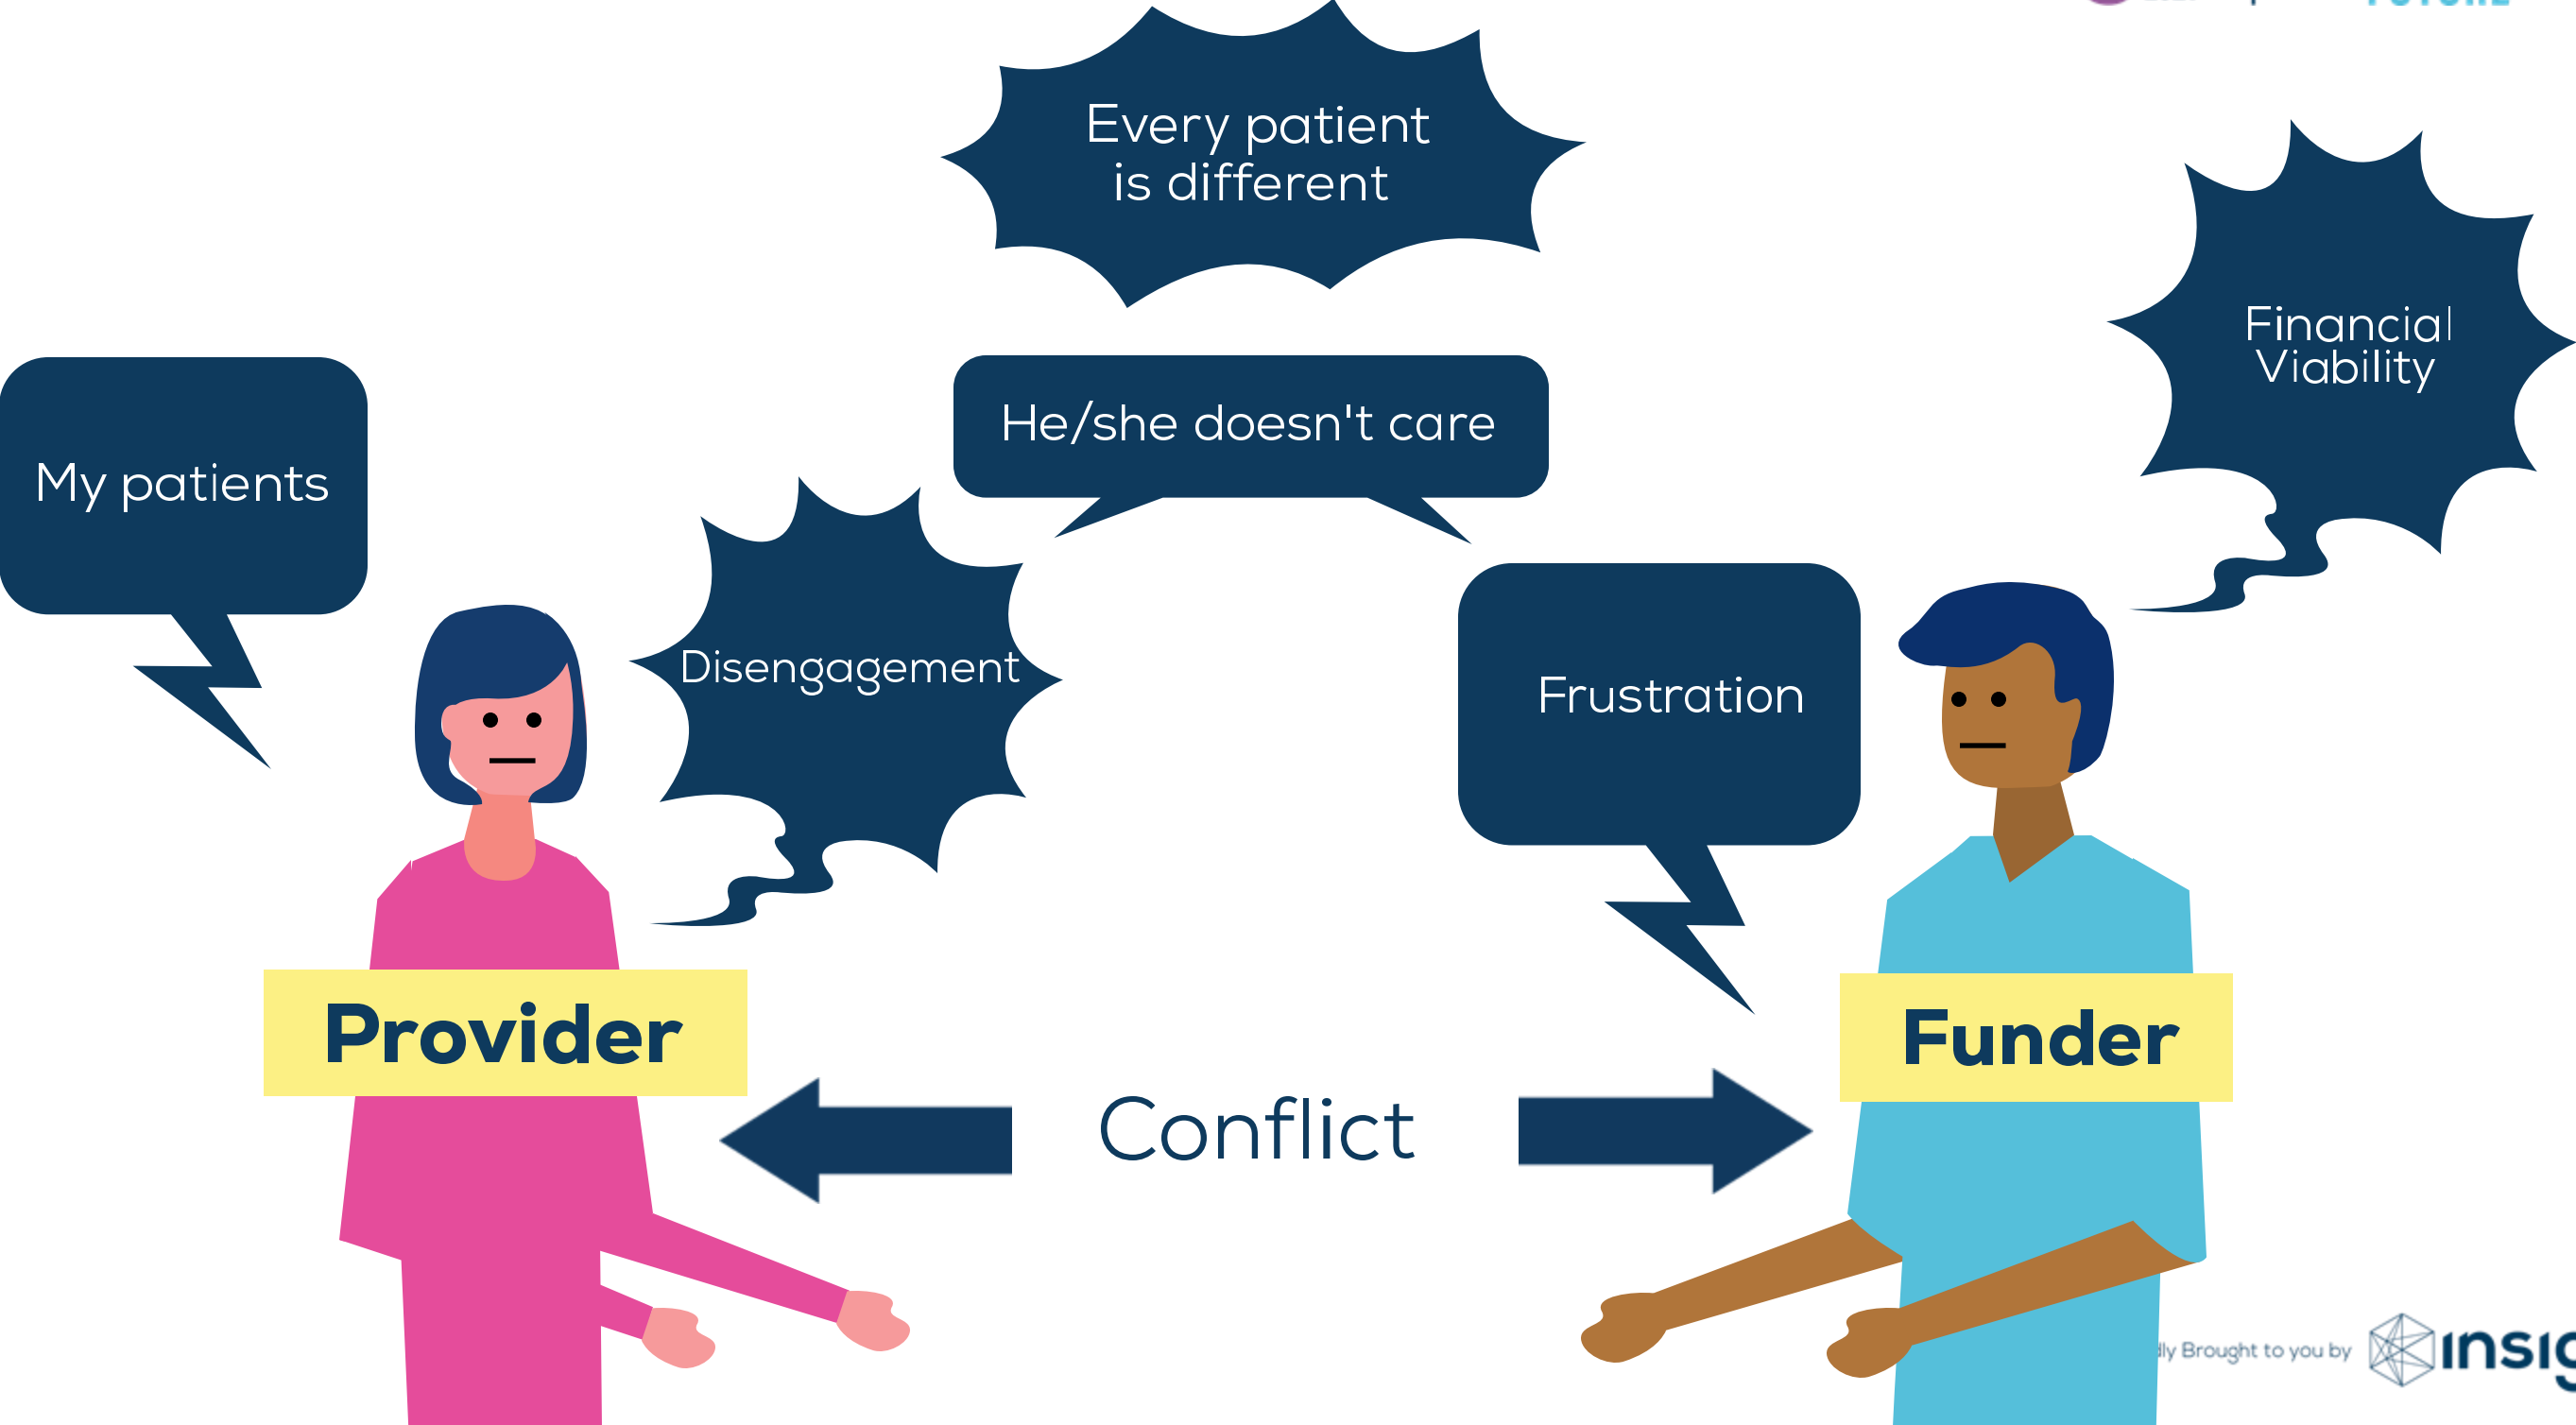 Every patient
is different
Financial
Viability
He/she doesn't care
My patients
Disengagement
Frustration
Provider
Funder
Conflict
Brought to you by